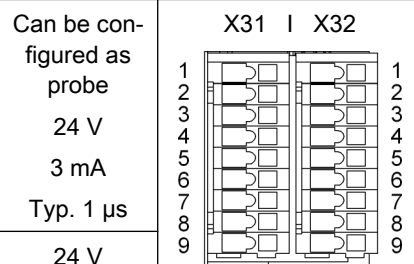 Can be con-
figured as
probe
24 V
3 mA
Typ. 1 µs
24 V
X31 I X32
1 1
2 2
3 3
4 4
5 5
6 6
7 7
8 8
9 9